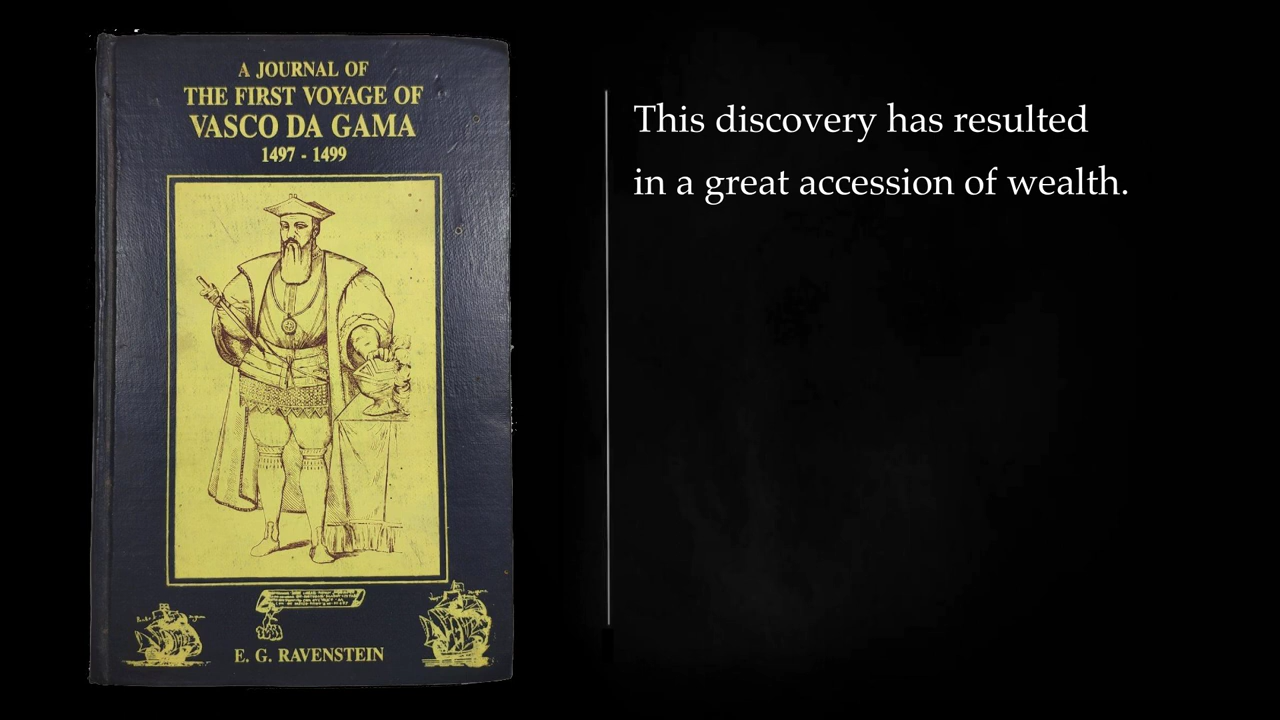 A JOURNAL OF
THE FIRST VOYAGE OF
VASCO DA GAMA
1497 - 1499
E. G. RAVENSTEIN
This discovery has resulted
in a great accession of wealth.